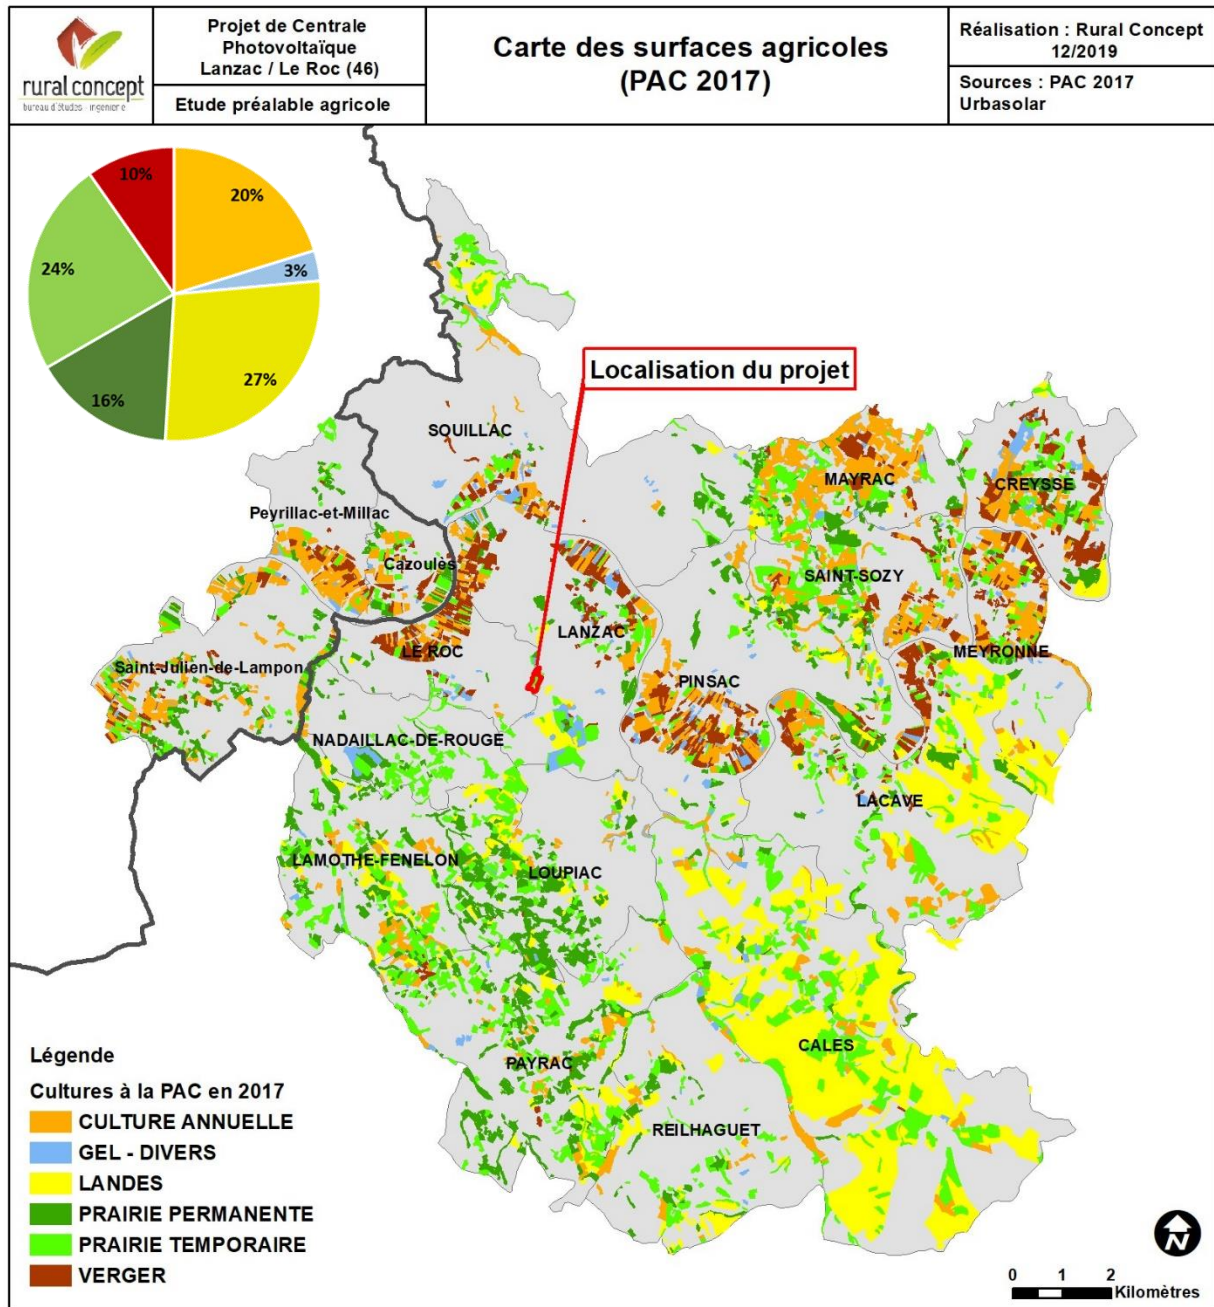 rural concept
bureau d'études - ingenierie
Projet de Centrale
Photovoltaïque
Lanzac / Le Roc (46)
Etude préalable agricole
Carte des surfaces agricoles
(PAC 2017)
Réalisation : Rural Concept
12/2019
Sources : PAC 2017
Urbasolar
10%
20%
3%
24%
27%
16%
Localisation du projet
SOUILLAC
MAYRAC
CREYSSE
Peyrillac-et-Millac
Cazoulès
SAINT-SOZY
LANZAC
LE ROC
MEYRONNE
Saint-Julien-de-Lampon
PINSAC
NADAILLAC-DE-ROUGE
LACAVE
LAMOTHE-FENELON
LOUPIAC
CALES
PAYRAC
REILHAGUET
Légende
Cultures à la PAC en 2017
CULTURE ANNUELLE
GEL - DIVERS
LANDES
PRAIRIE PERMANENTE
PRAIRIE TEMPORAIRE
VERGER
N
0 1 2
Kilomètres